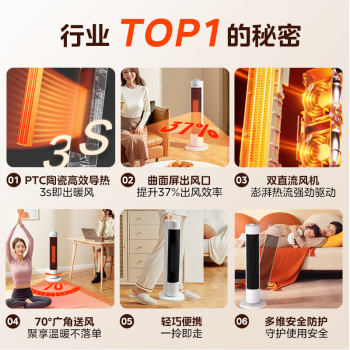 行业 TOP1 的秘密
3S
37%
01 PTC陶瓷高效导热
3s即出暖风
02 曲面屏出风口
提升37%出风效率
03 双直流风机
澎湃热流强劲驱动
70°
04 70°广角送风
聚享温暖不落单
05 轻巧便携
一拎即走
06 多维安全防护
守护使用安全